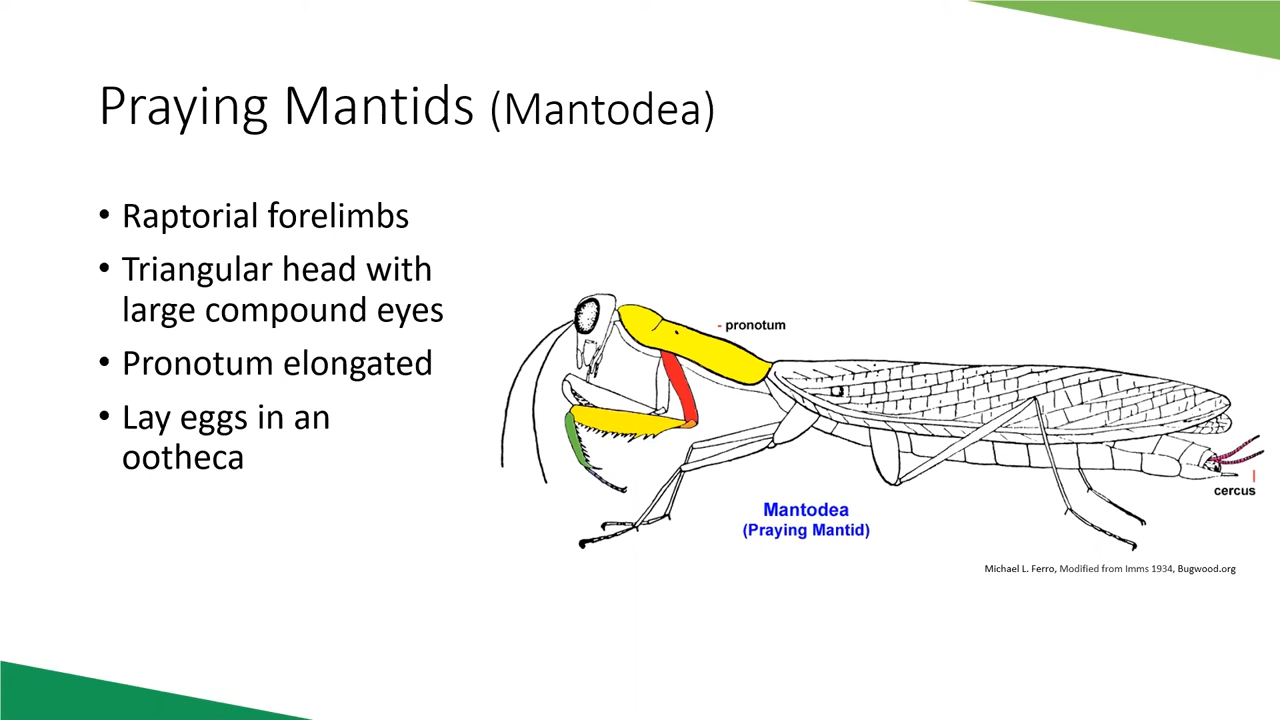 Praying Mantids (Mantodea)
• Raptorial forelimbs
• Triangular head with
large compound eyes
• Pronotum elongated
• Lay eggs in an
ootheca
- pronotum
cercus
Mantodea
(Praying Mantid)
Michael L. Ferro, Modified from Imms 1934, Bugwood.org